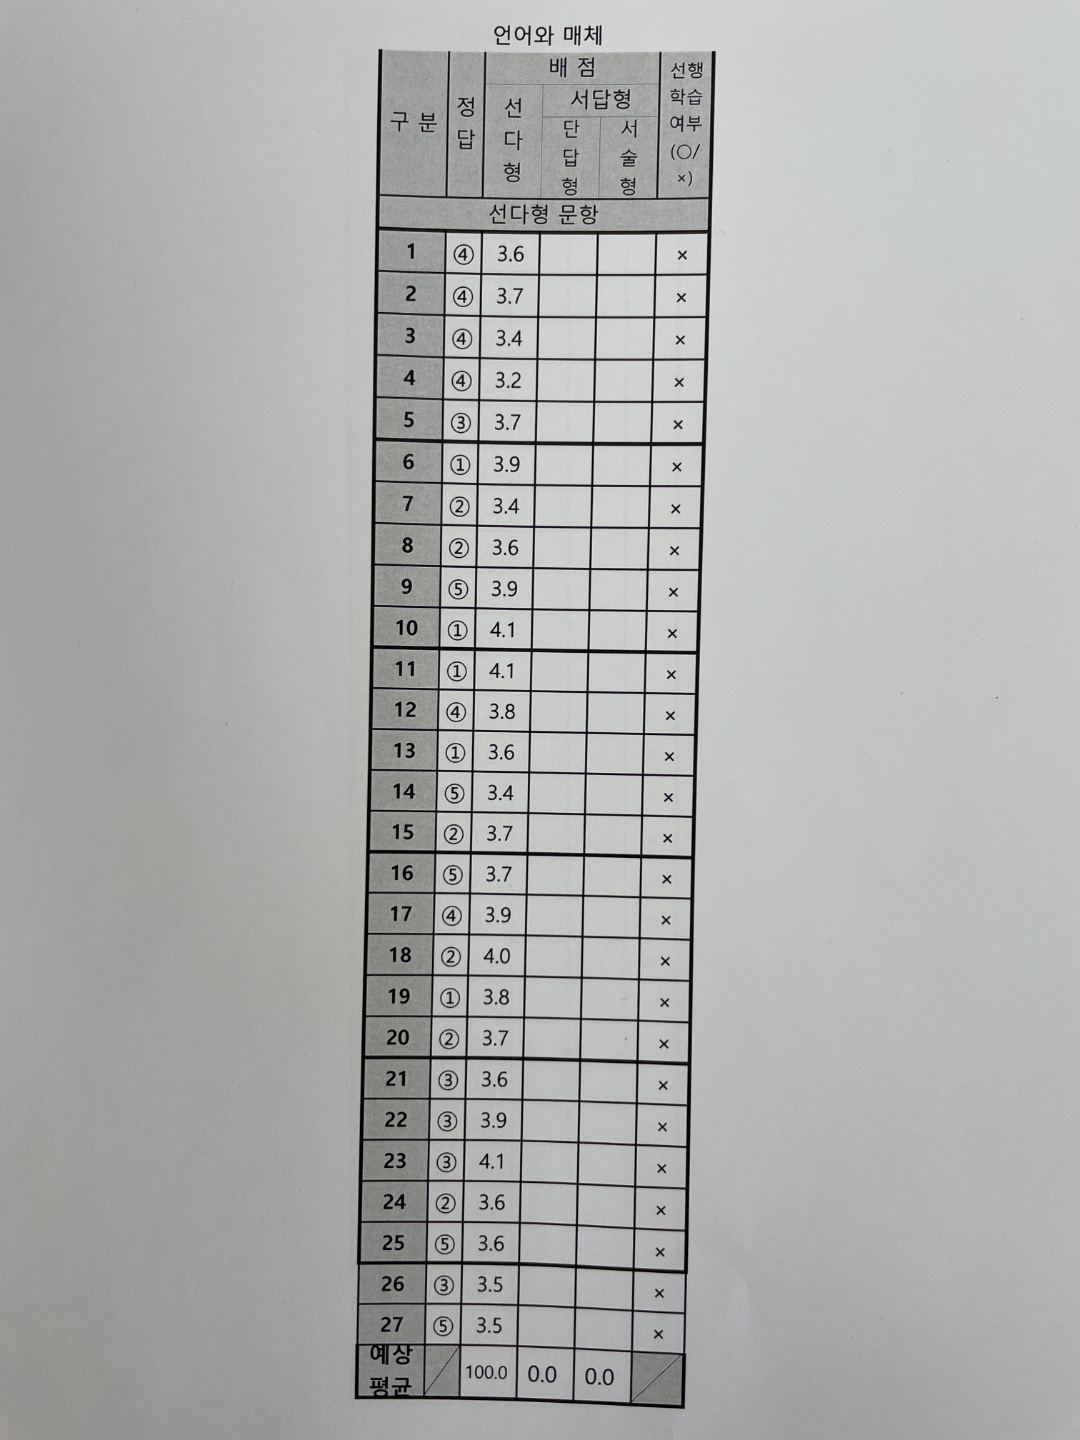 언어와 매체
구 분 정답 배 점 선행학습여부(○/×)
선다형 서답형
단답형 서술형
선다형 문항
1 ④ 3.6 ×
2 ④ 3.7 ×
3 ④ 3.4 ×
4 ④ 3.2 ×
5 ③ 3.7 ×
6 ① 3.9 ×
7 ② 3.4 ×
8 ② 3.6 ×
9 ⑤ 3.9 ×
10 ① 4.1 ×
11 ① 4.1 ×
12 ④ 3.8 ×
13 ① 3.6 ×
14 ⑤ 3.4 ×
15 ② 3.7 ×
16 ⑤ 3.7 ×
17 ④ 3.9 ×
18 ② 4.0 ×
19 ① 3.8 ×
20 ② 3.7 ×
21 ③ 3.6 ×
22 ③ 3.9 ×
23 ③ 4.1 ×
24 ② 3.6 ×
25 ⑤ 3.6 ×
26 ③ 3.5 ×
27 ⑤ 3.5 ×
예상평균 100.0 0.0 0.0